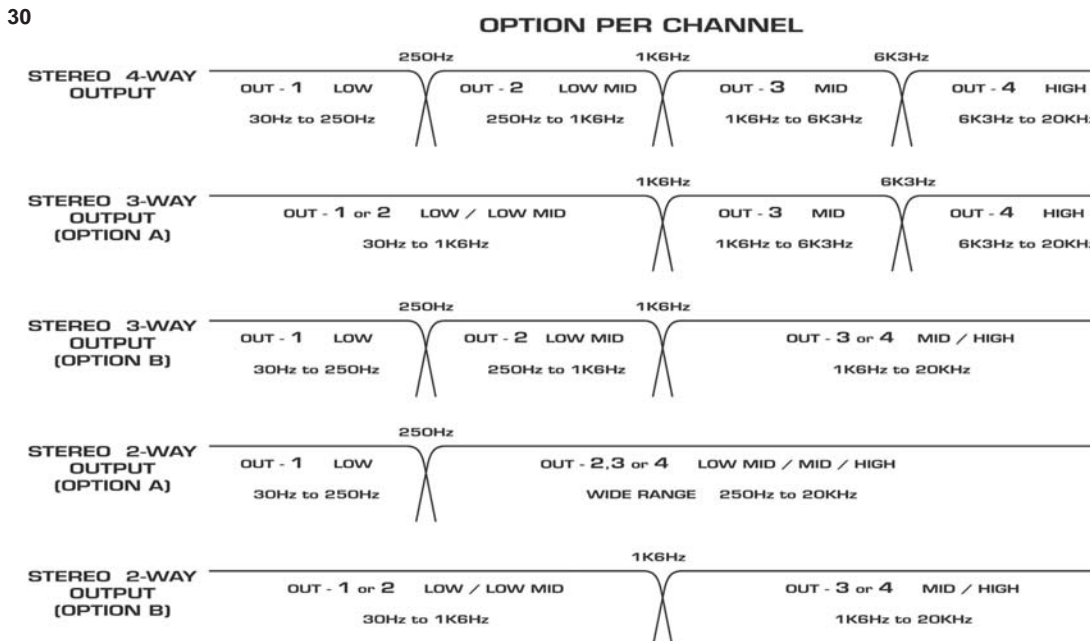 30
OPTION PER CHANNEL
250Hz 1K6Hz 6K3Hz
STEREO 4-WAY
OUTPUT
OUT - 1 LOW OUT - 2 LOW MID OUT - 3 MID OUT - 4 HIGH
30Hz to 250Hz 250Hz to 1K6Hz 1K6Hz to 6K3Hz 6K3Hz to 20KHz
1K6Hz 6K3Hz
STEREO 3-WAY
OUTPUT
(OPTION A)
OUT - 1 or 2 LOW / LOW MID OUT - 3 MID OUT - 4 HIGH
30Hz to 1K6Hz 1K6Hz to 6K3Hz 6K3Hz to 20KHz
250Hz 1K6Hz
STEREO 3-WAY
OUTPUT
(OPTION B)
OUT - 1 LOW OUT - 2 LOW MID OUT - 3 or 4 MID / HIGH
30Hz to 250Hz 250Hz to 1K6Hz 1K6Hz to 20KHz
250Hz
STEREO 2-WAY
OUTPUT
(OPTION A)
OUT - 1 LOW OUT - 2,3 or 4 LOW MID / MID / HIGH
30Hz to 250Hz WIDE RANGE 250Hz to 20KHz
1K6Hz
STEREO 2-WAY
OUTPUT
(OPTION B)
OUT - 1 or 2 LOW / LOW MID OUT - 3 or 4 MID / HIGH
30Hz to 1K6Hz 1K6Hz to 20KHz